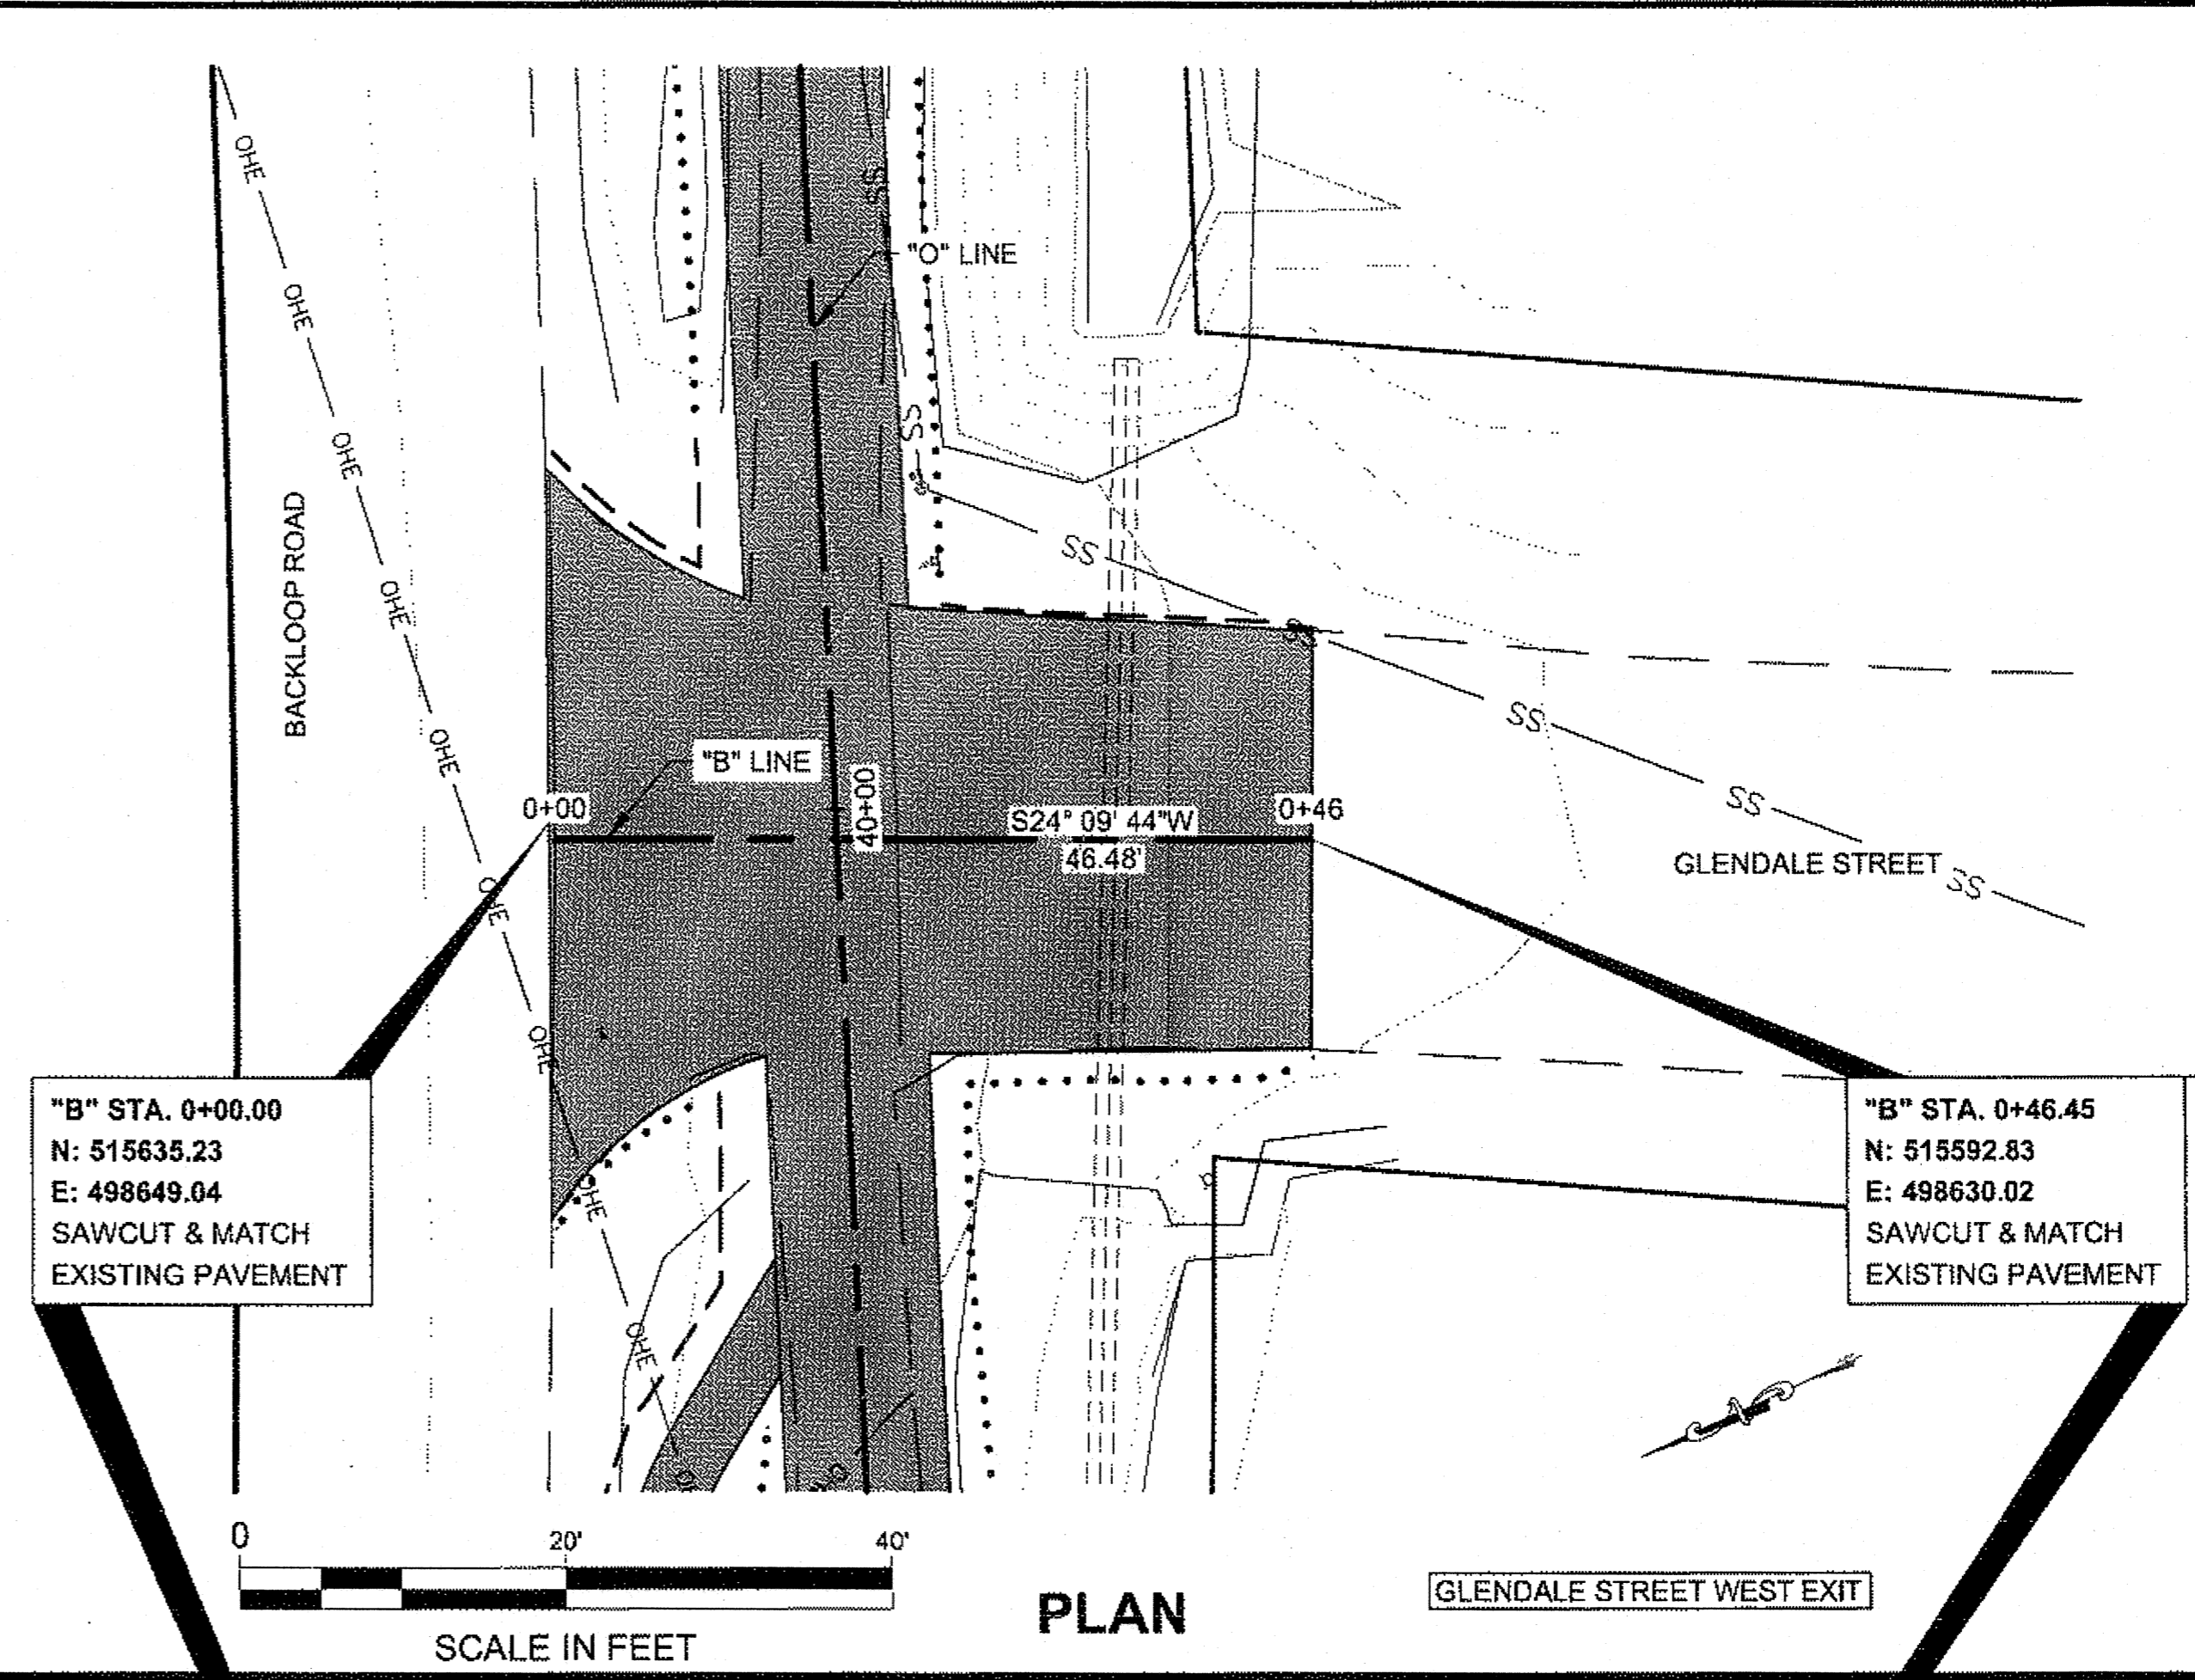 OHE
OHE
OHE
OHE
OHE
OHE
OHE
OHE
OHE
SS
SS
SS
SS
SS
SS
SS
"O" LINE
BACKLOOP ROAD
"B" LINE
0+00
40+00
S24° 09' 44"W
46.48'
0+46
GLENDALE STREET
"B" STA. 0+00.00
N: 515635.23
E: 498649.04
SAWCUT & MATCH
EXISTING PAVEMENT
"B" STA. 0+46.45
N: 515592.83
E: 498630.02
SAWCUT & MATCH
EXISTING PAVEMENT
N
0 20' 40'
SCALE IN FEET
PLAN
GLENDALE STREET WEST EXIT